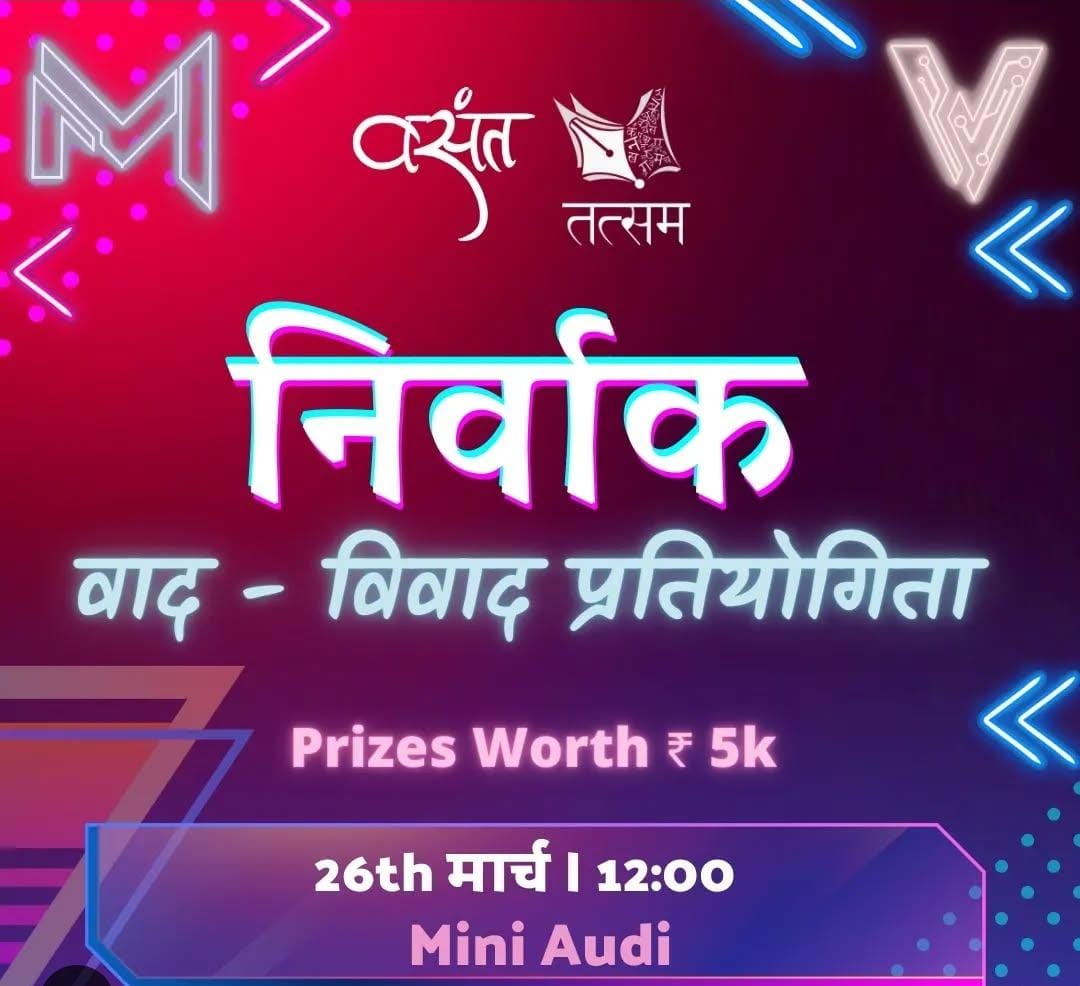 M
V
वसंत
तत्सम
निर्वाक
वाद - विवाद प्रतियोगिता
Prizes Worth ₹ 5k
26th मार्च | 12:00
Mini Audi